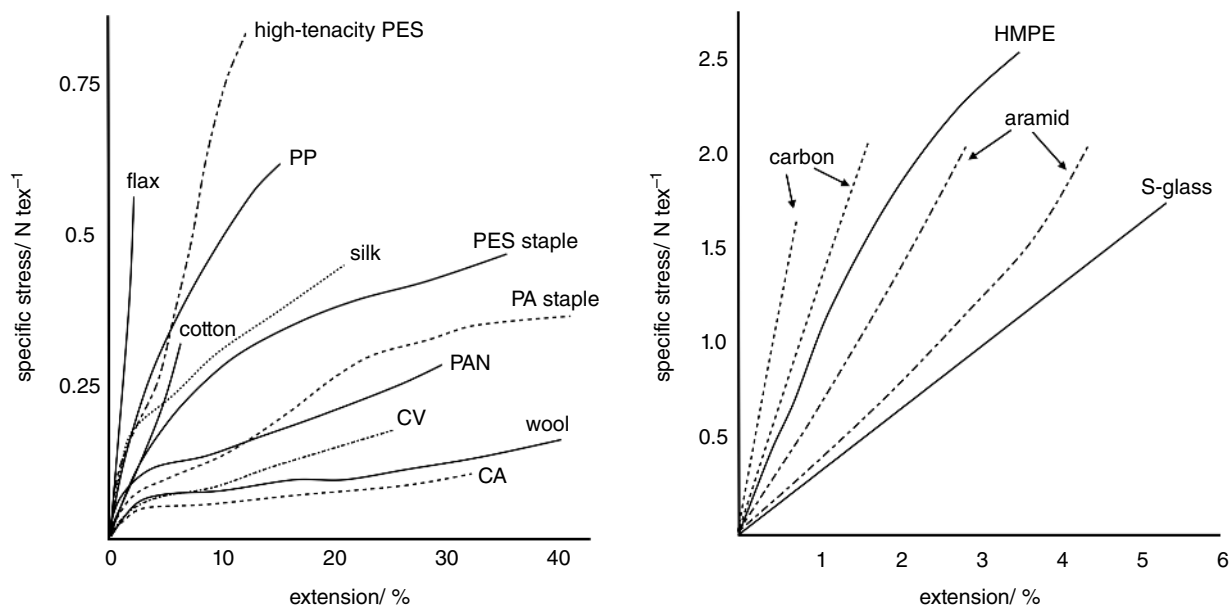 high-tenacity PES
0.75
PP
flax
0.5
silk
PES staple
PA staple
cotton
0.25
PAN
CV
wool
CA
specific stress/ N tex⁻¹
0
10
20
30
40
extension/ %
2.5
HMPE
aramid
2.0
carbon
S-glass
1.5
1.0
0.5
specific stress/ N tex⁻¹
1
2
3
4
5
6
extension/ %